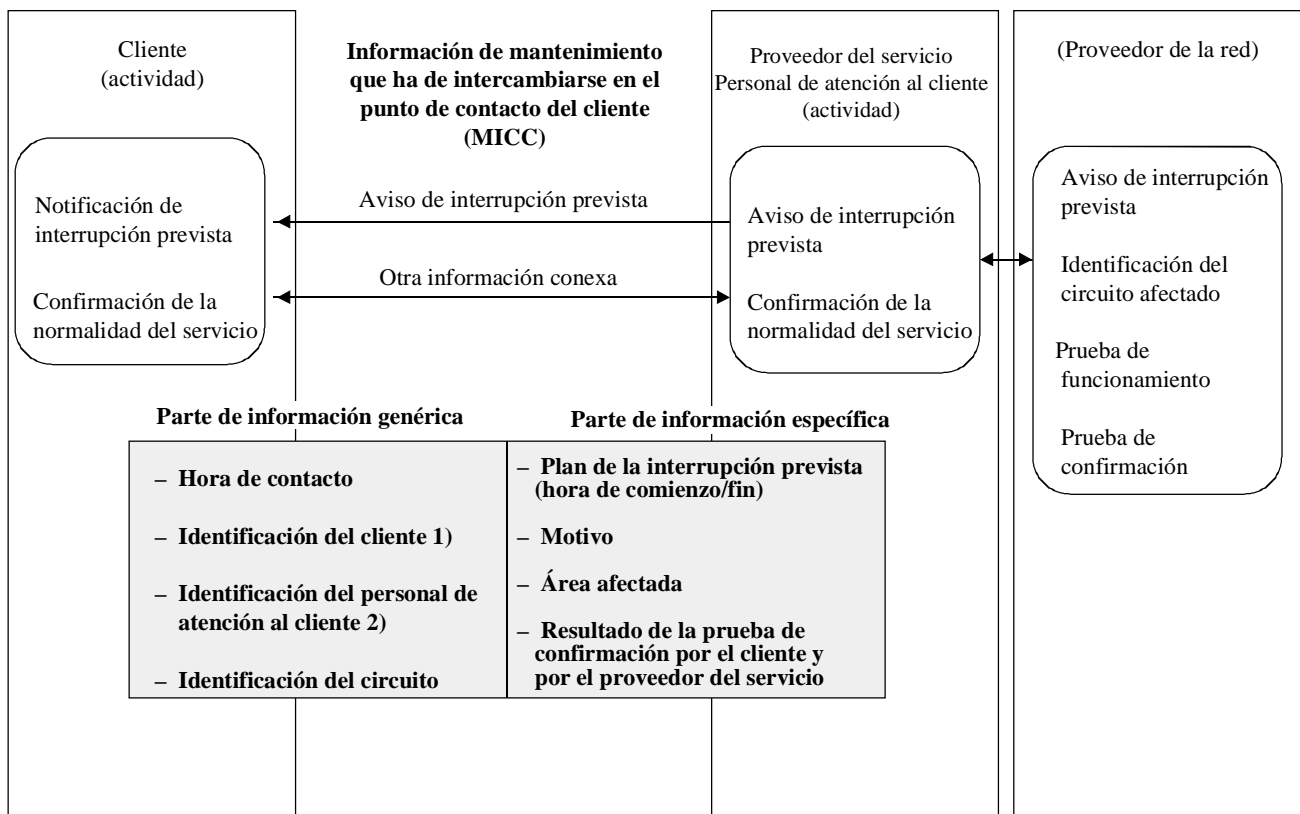 Cliente
(actividad)
Información de mantenimiento
que ha de intercambiarse en el
punto de contacto del cliente
(MICC)
Proveedor del servicio
Personal de atención al cliente
(actividad)
(Proveedor de la red)
Notificación de
interrupción prevista
Confirmación de la
normalidad del servicio
Aviso de interrupción prevista
Otra información conexa
Aviso de interrupción
prevista
Confirmación de la
normalidad del servicio
Aviso de interrupción
prevista
Identificación del
circuito afectado
Prueba de
funcionamiento
Prueba de
confirmación
Parte de información genérica
– Hora de contacto
– Identificación del cliente 1)
– Identificación del personal de
atención al cliente 2)
– Identificación del circuito
Parte de información específica
– Plan de la interrupción prevista
(hora de comienzo/fin)
– Motivo
– Área afectada
– Resultado de la prueba de
confirmación por el cliente y
por el proveedor del servicio